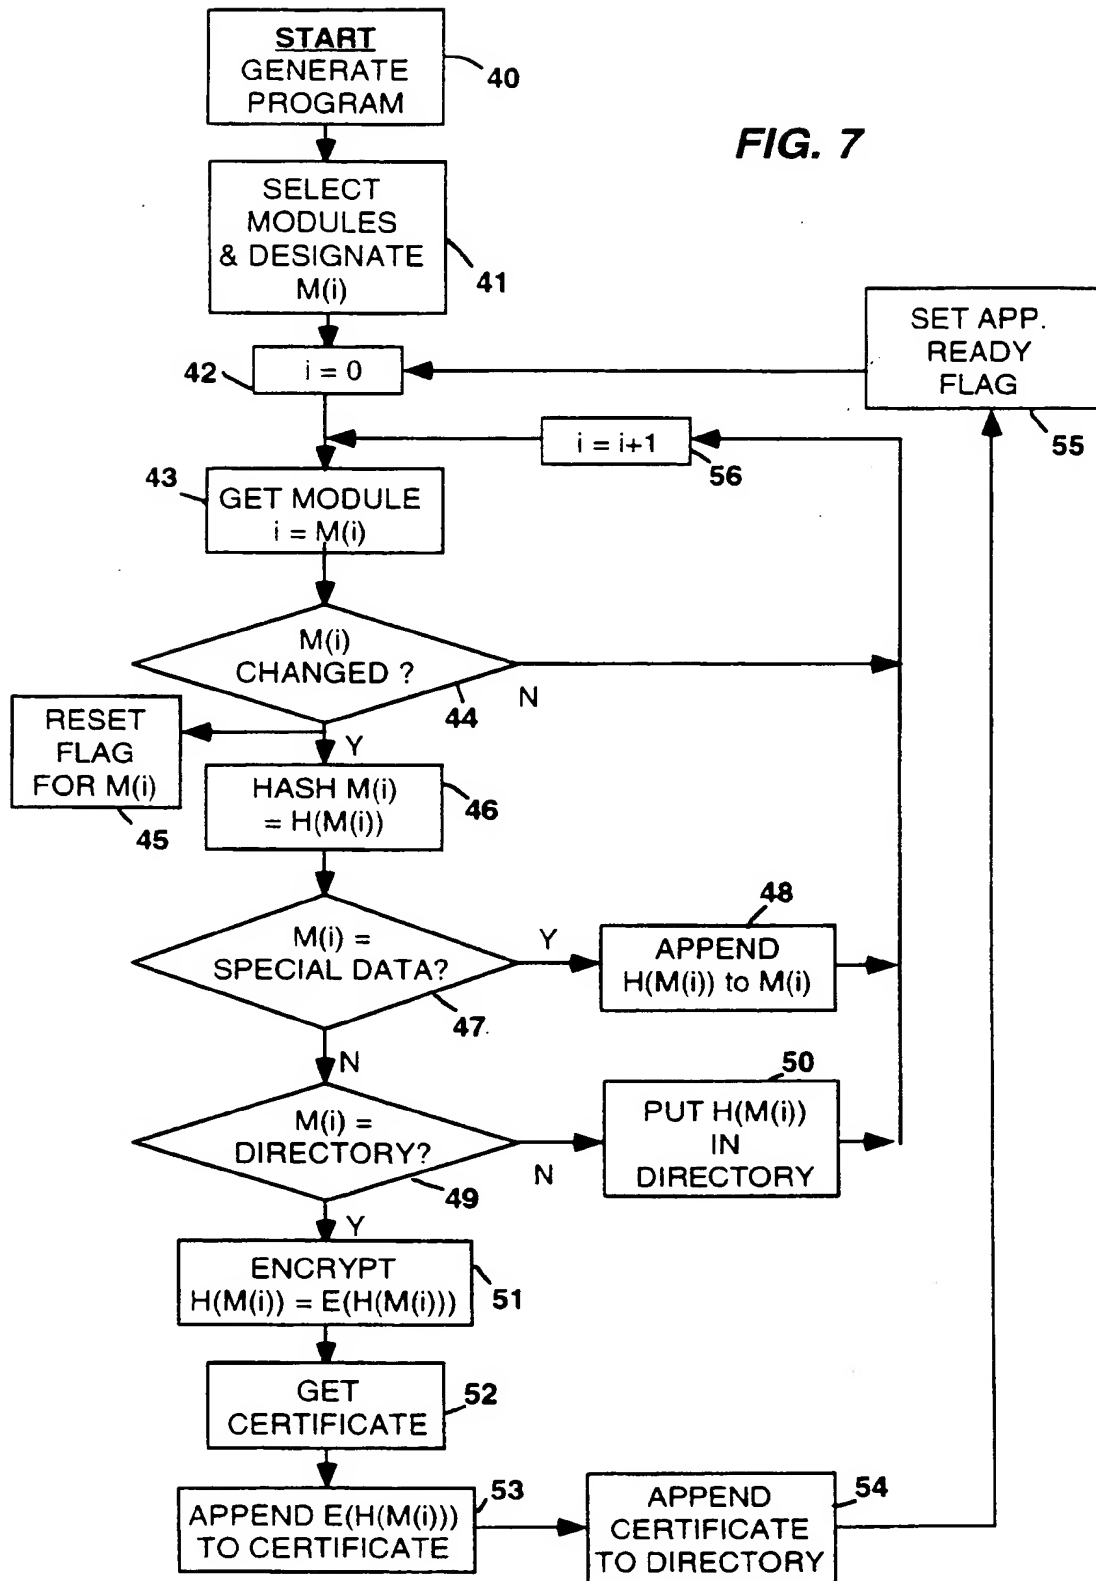 START
GENERATE
PROGRAM
40
FIG. 7
SELECT
MODULES
& DESIGNATE
M(i)
41
SET APP.
READY
FLAG
55
42
i = 0
i = i+1
56
43
GET MODULE
i = M(i)
M(i)
CHANGED ?
44
N
RESET
FLAG
FOR M(i)
45
Y
HASH M(i)
= H(M(i))
46
M(i) =
SPECIAL DATA?
47
Y
48
APPEND
H(M(i)) to M(i)
N
M(i) =
DIRECTORY?
49
N
50
PUT H(M(i))
IN
DIRECTORY
Y
ENCRYPT
H(M(i)) = E(H(M(i)))
51
GET
CERTIFICATE
52
APPEND E(H(M(i)))
TO CERTIFICATE
53
APPEND
CERTIFICATE
TO DIRECTORY
54